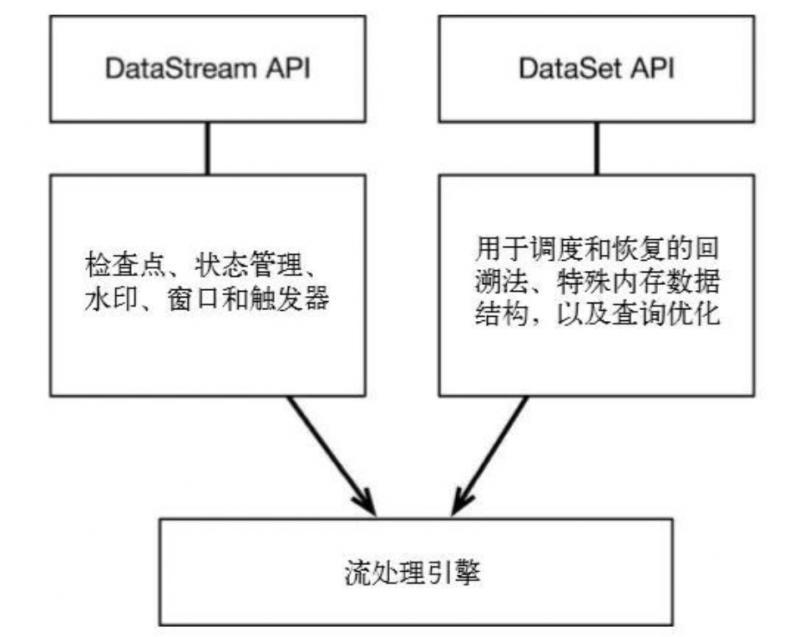 DataStream API
DataSet API
检查点、状态管理、
水印、窗口和触发器
用于调度和恢复的回
溯法、特殊内存数据
结构，以及查询优化
流处理引擎